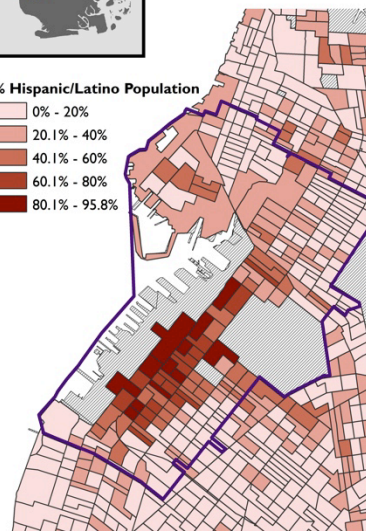 % Hispanic/Latino Population
0% - 20%
20.1% - 40%
40.1% - 60%
60.1% - 80%
80.1% - 95.8%